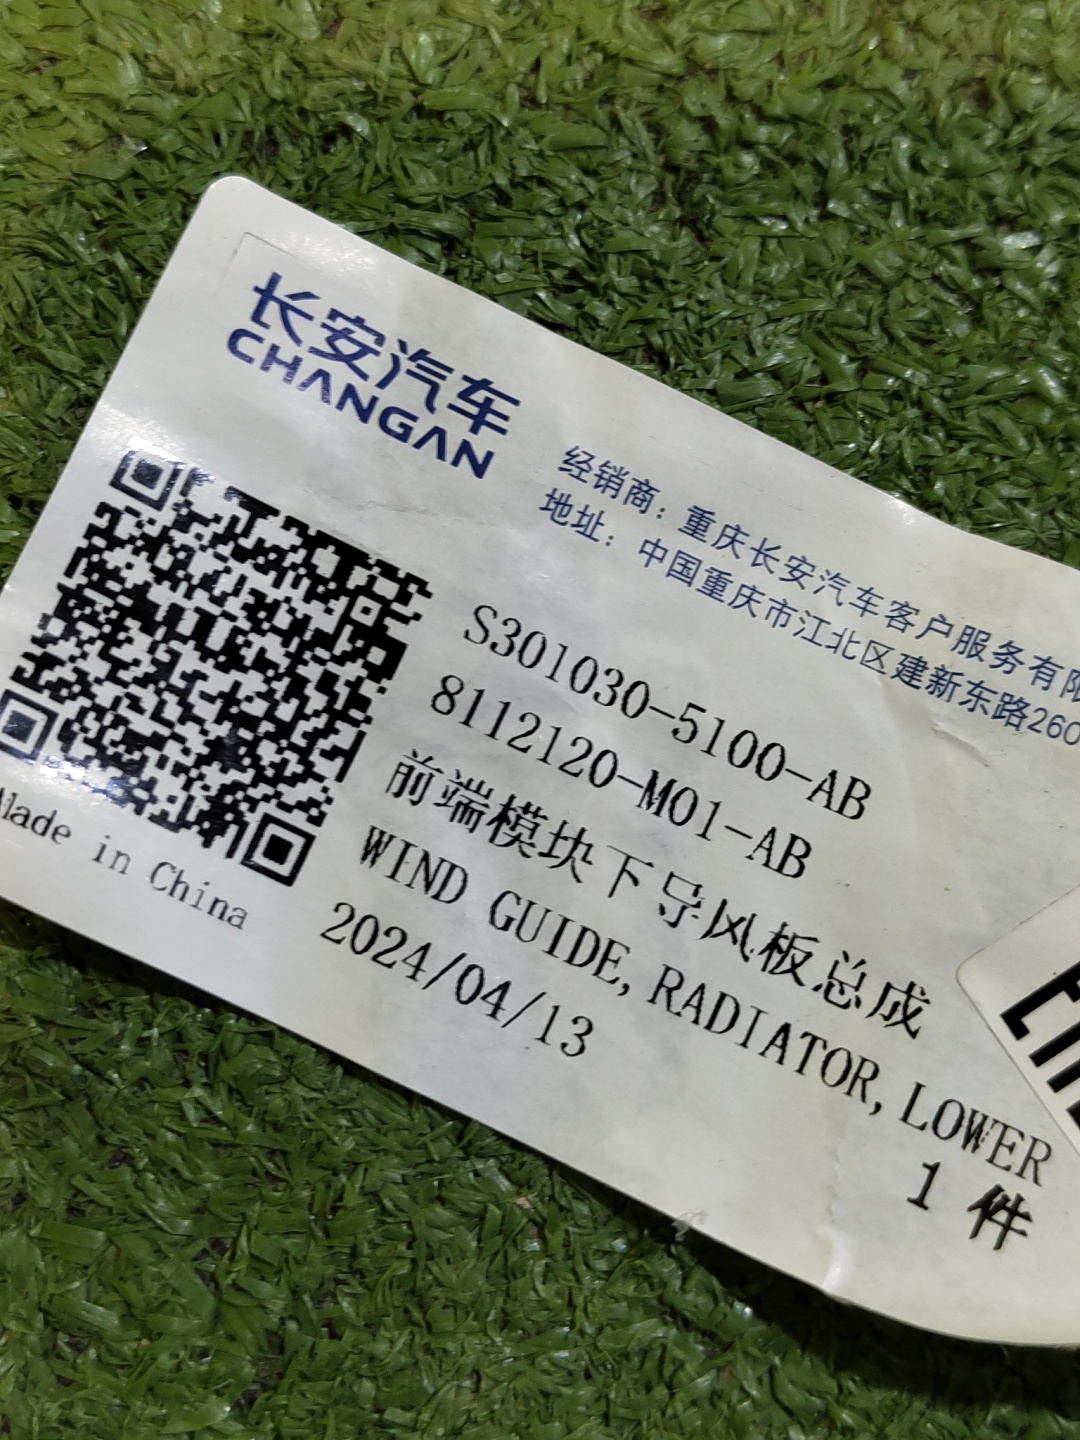 长安汽车
CHANGAN
经销商：重庆长安汽车客户服务有限
地址：中国重庆市江北区建新东路260
S301030-5100-AB
8112120-M01-AB
前端模块下导风板总成
WIND GUIDE,RADIATOR,LOWER
2024/04/13
1 件
Made in China